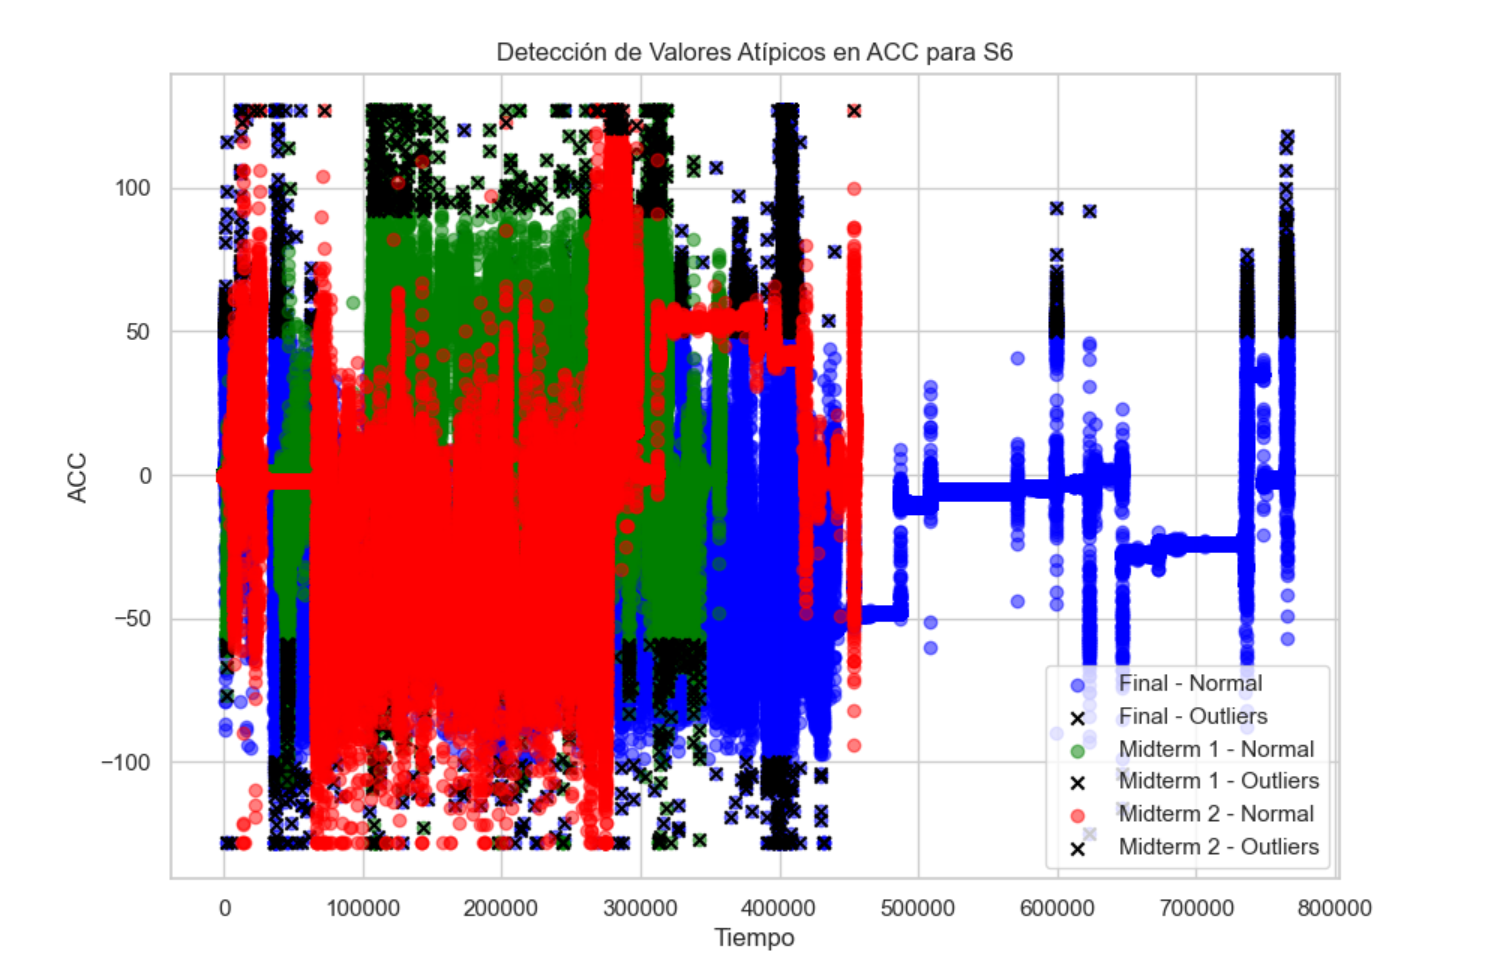 Detección de Valores Atípicos en ACC para S6
ACC
100
50
0
−50
−100
Final - Normal
Final - Outliers
Midterm 1 - Normal
Midterm 1 - Outliers
Midterm 2 - Normal
Midterm 2 - Outliers
0 100000 200000 300000 400000 500000 600000 700000 800000
Tiempo